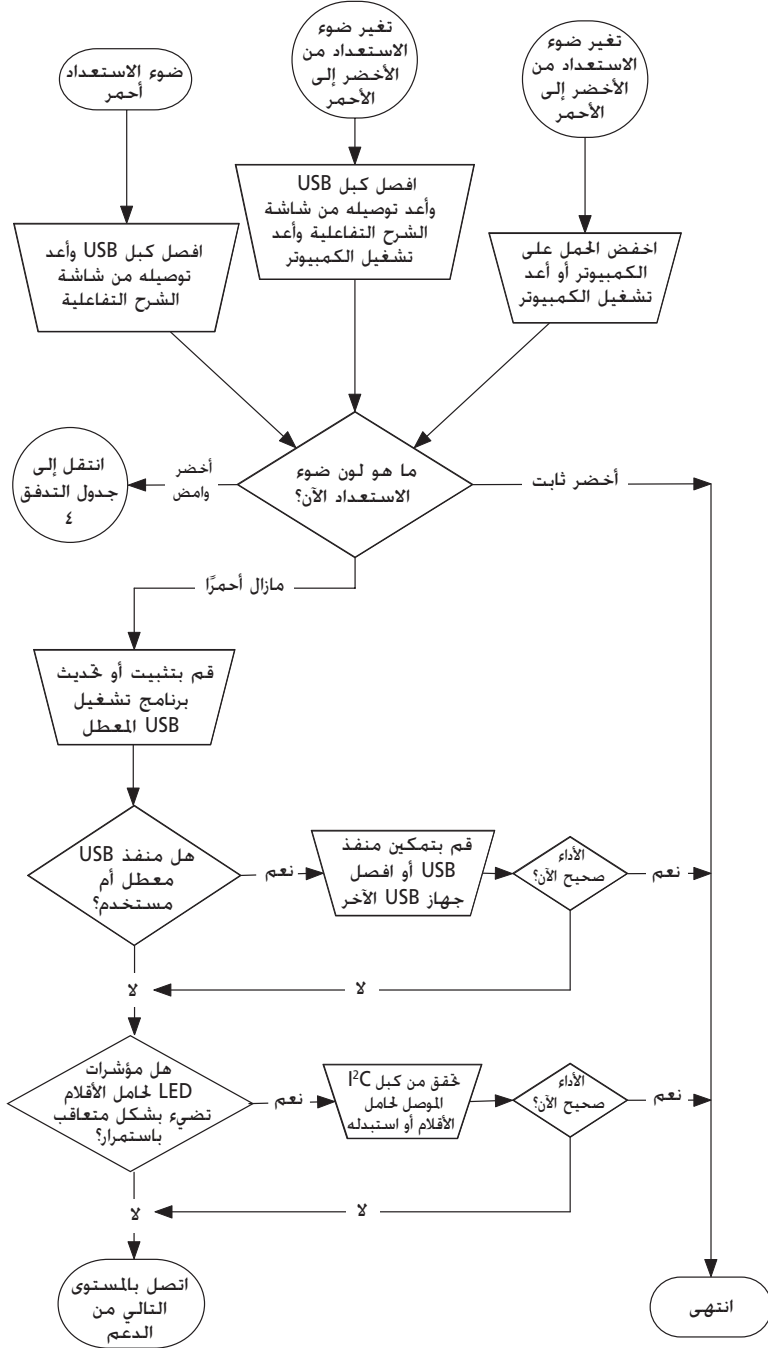 ضوء الاستعداد
أحمر
تغير ضوء
الاستعداد من
الأخضر إلى
الأحمر
تغير ضوء
الاستعداد من
الأخضر إلى
الأحمر
افصل كبل USB وأعد
توصيله من شاشة
الشرح التفاعلية
افصل كبل USB
وأعد توصيله من شاشة
الشرح التفاعلية وأعد
تشغيل الكمبيوتر
اخفض الحمل على
الكمبيوتر أو أعد
تشغيل الكمبيوتر
ما هو لون ضوء
الاستعداد الآن؟
أخضر
وامض
انتقل إلى
جدول التدفق
٤
أخضر ثابت
مازال أحمرًا
قم بتثبيت أو تحديث
برنامج تشغيل
USB المعطل
هل منفذ USB
معطل أم
مستخدم؟
نعم
قم بتمكين منفذ
USB أو افصل
جهاز USB الآخر
الأداء
صحيح الآن؟
نعم
لا
لا
هل مؤشرات
LED لحامل الأقلام
تضيء بشكل متعاقب
باستمرار؟
نعم
تحقق من كبل I²C
الموصل لحامل
الأقلام أو استبدله
الأداء
صحيح الآن؟
نعم
لا
لا
اتصل بالمستوى
التالي من
الدعم
انتهى